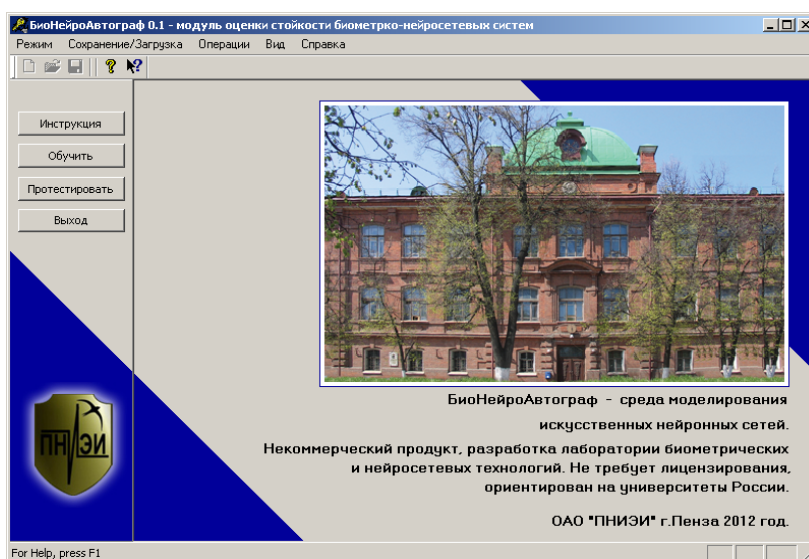 БиоНейроАвтограф 0.1 - модуль оценки стойкости биометрко-нейросетевых систем
Режим Сохранение/Загрузка Операции Вид Справка
Инструкция
Обучить
Протестировать
Выход
БиоНейроАвтограф - среда моделирования
искусственных нейронных сетей.
Некоммерческий продукт, разработка лаборатории биометрических
и нейросетевых технологий. Не требует лицензирования,
ориентирован на университеты России.
ПНИЭИ
ОАО "ПНИЭИ" г.Пенза 2012 год.
For Help, press F1